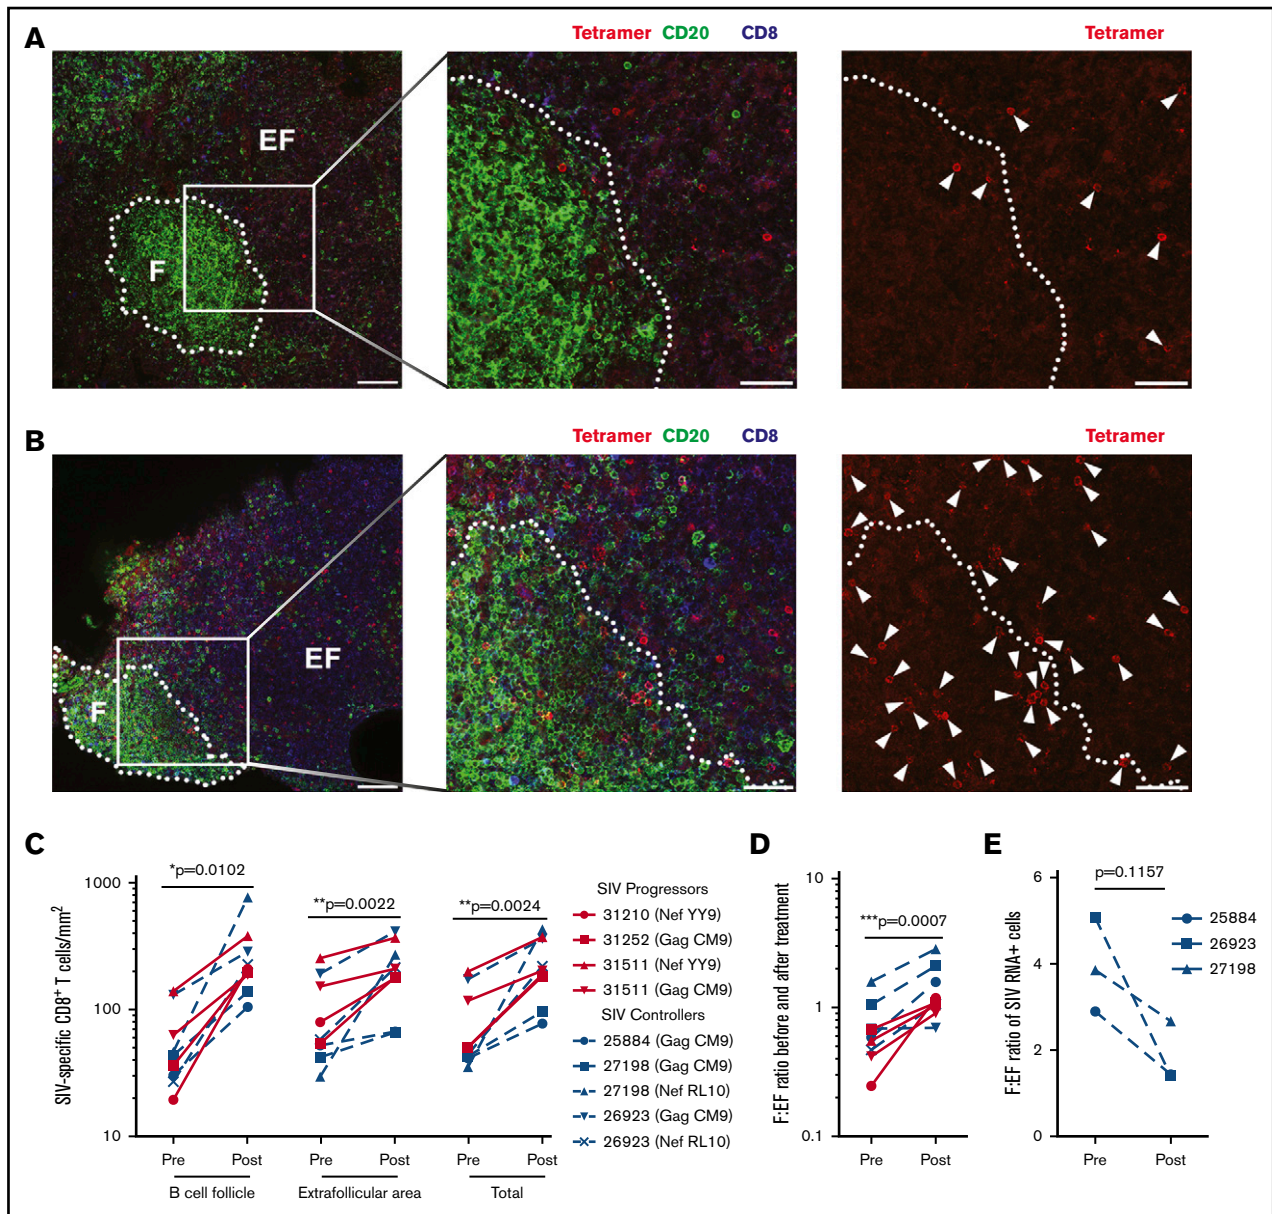 A
Tetramer CD20 CD8
Tetramer
EF
F
B
Tetramer CD20 CD8
Tetramer
EF
F
C
SIV-specific CD8⁺ T cells/mm²
1000
100
10
*p=0.0102
**p=0.0022
**p=0.0024
Pre Post
B cell follicle
Pre Post
Extrafollicular area
Pre Post
Total
SIV Progressors
31210 (Nef YY9)
31252 (Gag CM9)
31511 (Nef YY9)
31511 (Gag CM9)
SIV Controllers
25884 (Gag CM9)
27198 (Gag CM9)
27198 (Nef RL10)
26923 (Gag CM9)
26923 (Nef RL10)
D
F:EF ratio before and after treatment
10
1
0.1
***p=0.0007
Pre Post
E
F:EF ratio of SIV RNA+ cells
6
4
2
0
p=0.1157
Pre Post
25884
26923
27198